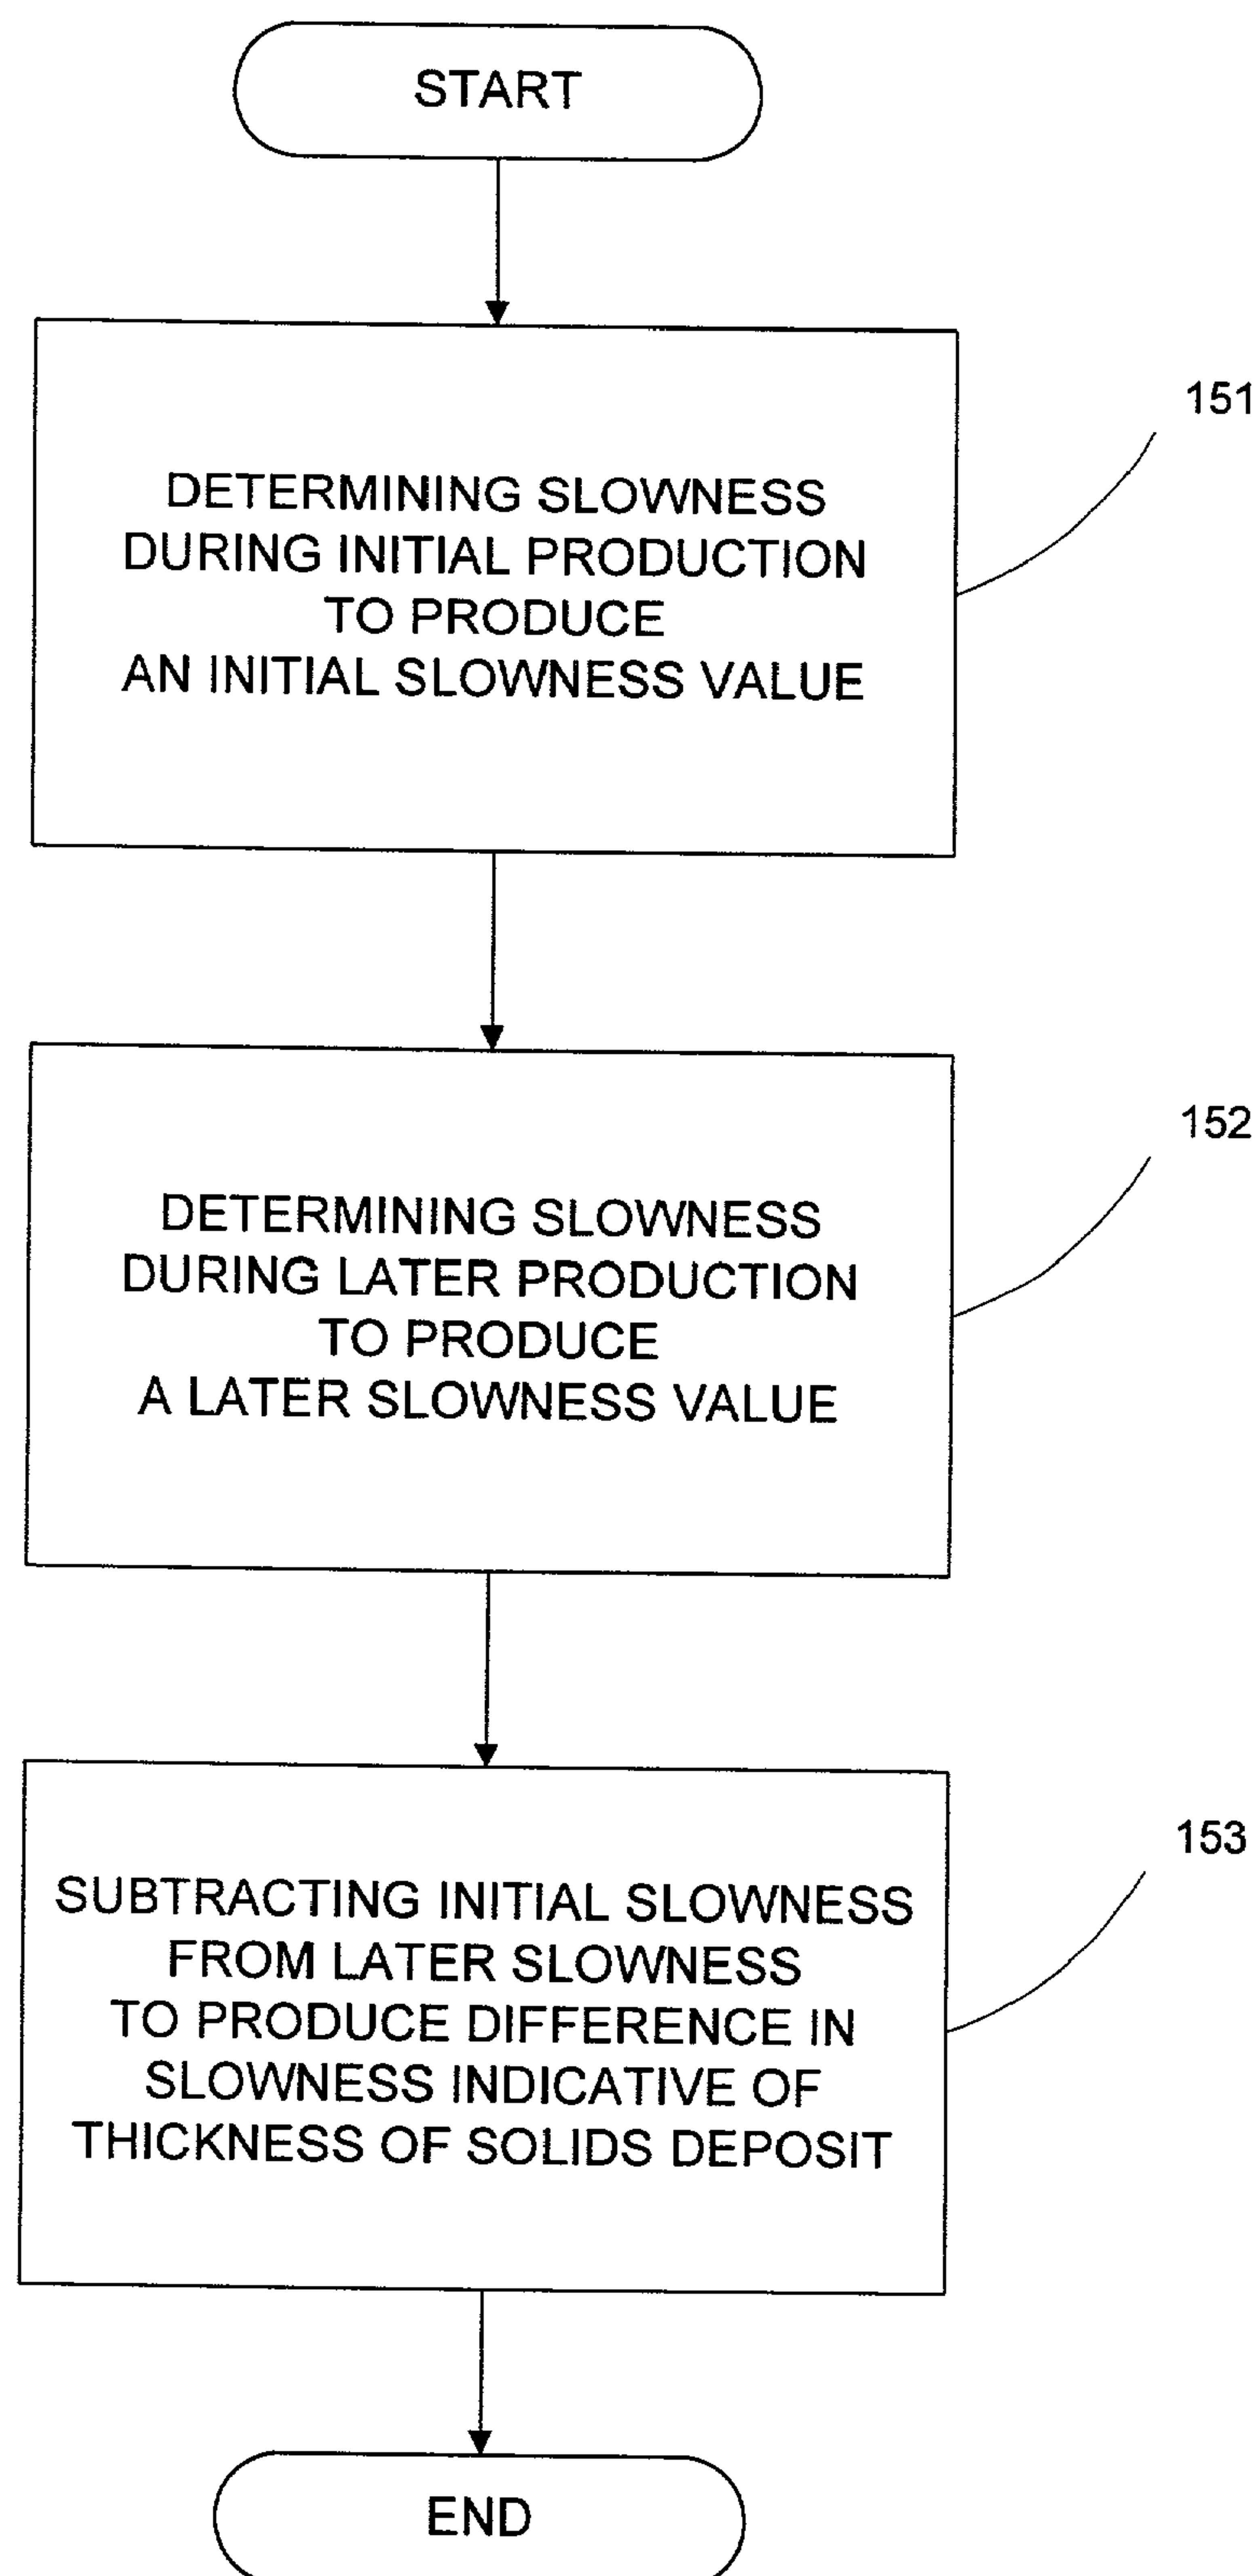 START
DETERMINING SLOWNESS
DURING INITIAL PRODUCTION
TO PRODUCE
AN INITIAL SLOWNESS VALUE
151
DETERMINING SLOWNESS
DURING LATER PRODUCTION
TO PRODUCE
A LATER SLOWNESS VALUE
152
SUBTRACTING INITIAL SLOWNESS
FROM LATER SLOWNESS
TO PRODUCE DIFFERENCE IN
SLOWNESS INDICATIVE OF
THICKNESS OF SOLIDS DEPOSIT
153
END